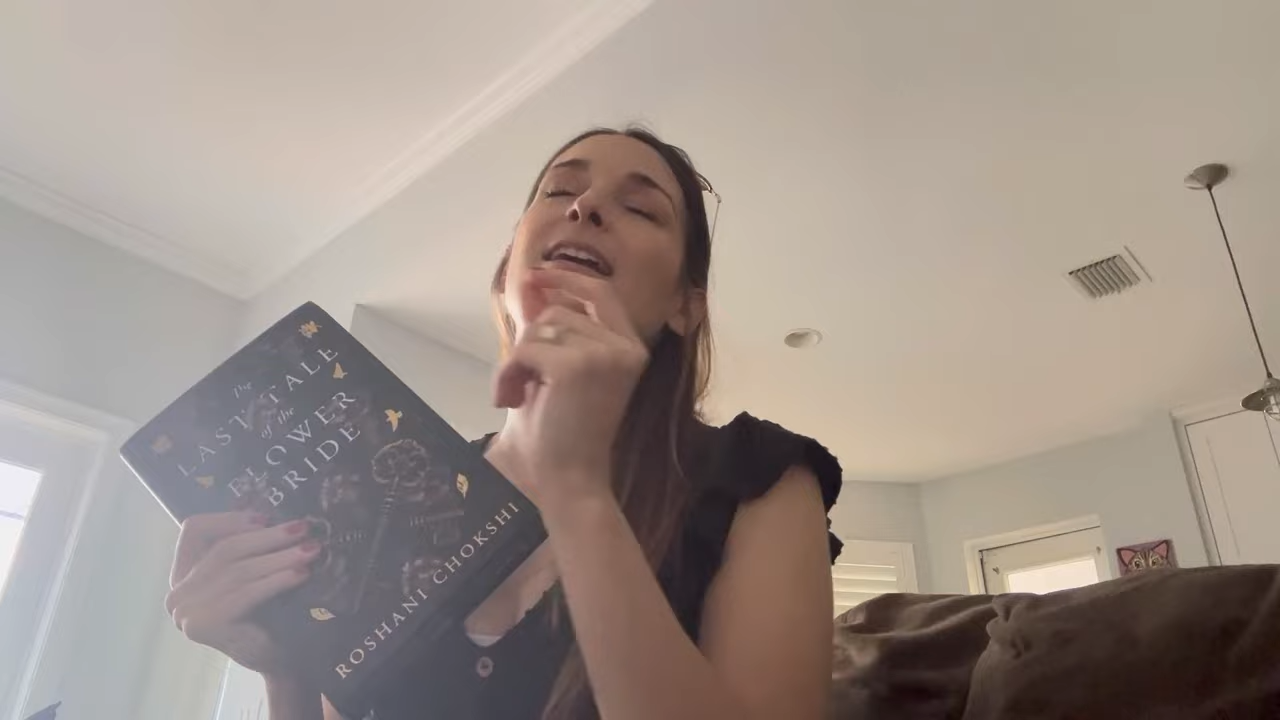 The
LAST TALE
of the
FLOWER
BRIDE
ROSHANI CHOKSHI